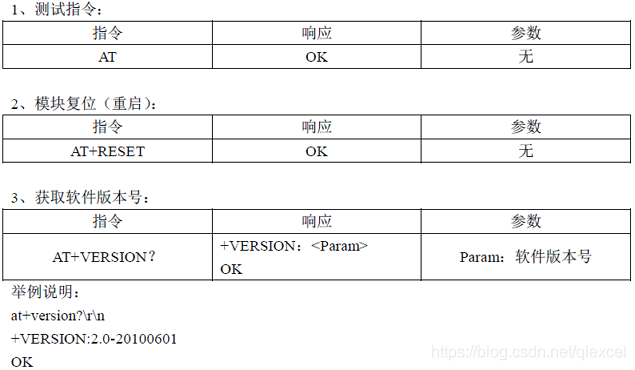 1、测试指令：
指令 响应 参数
AT OK 无
2、模块复位（重启）：
指令 响应 参数
AT+RESET OK 无
3、获取软件版本号：
指令 响应 参数
AT+VERSION？ +VERSION：<Param> Param：软件版本号
OK
举例说明：
at+version?\r\n
+VERSION:2.0-20100601
OK
https://blog.csdn.net/qlexcel